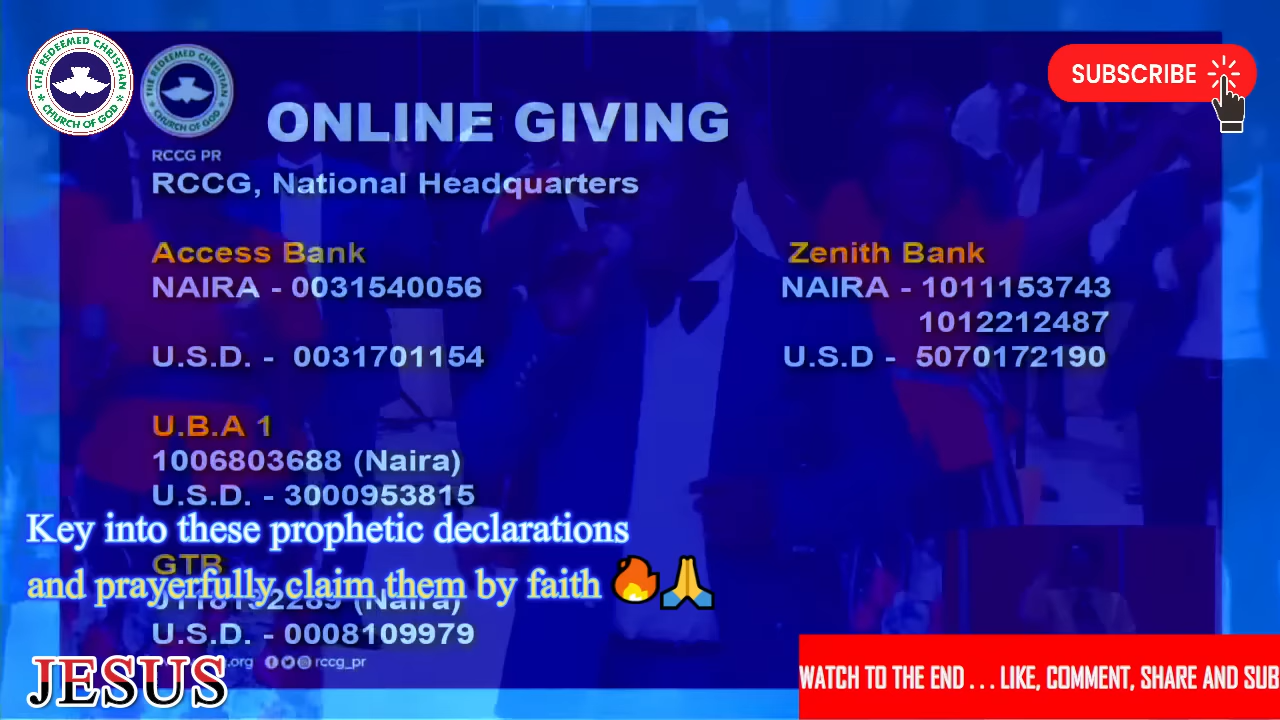 THE REDEEMED CHRISTIAN
CHURCH OF GOD
THE REDEEMED CHRISTIAN
CHURCH OF GOD
SUBSCRIBE
ONLINE GIVING
RCCG PR
RCCG, National Headquarters
Access Bank
NAIRA - 0031540056
U.S.D. - 0031701154
Zenith Bank
NAIRA - 1011153743
1012212487
U.S.D - 5070172190
U.B.A 1
1006803688 (Naira)
U.S.D. - 3000953815
Key into these prophetic declarations
GTB
and prayerfully claim them by faith 🔥🙏
(Naira)
U.S.D. - 0008109979
.org rccg_pr
JESUS
WATCH TO THE END . . . LIKE, COMMENT, SHARE AND SUB